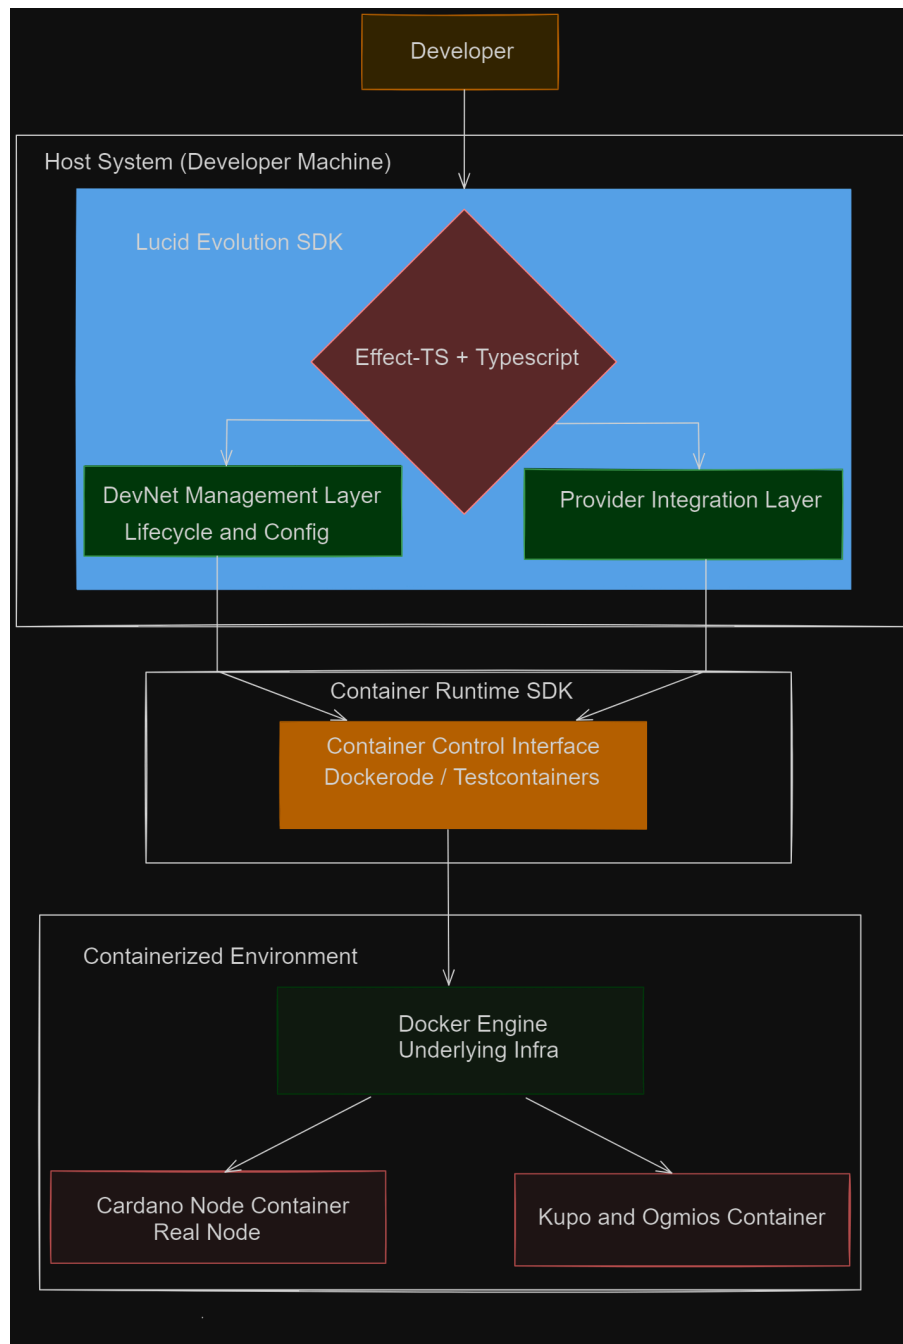 Developer
Host System (Developer Machine)
Lucid Evolution SDK
Effect-TS + Typescript
DevNet Management Layer
Lifecycle and Config
Provider Integration Layer
Container Runtime SDK
Container Control Interface
Dockerode / Testcontainers
Containerized Environment
Docker Engine
Underlying Infra
Cardano Node Container
Real Node
Kupo and Ogmios Container